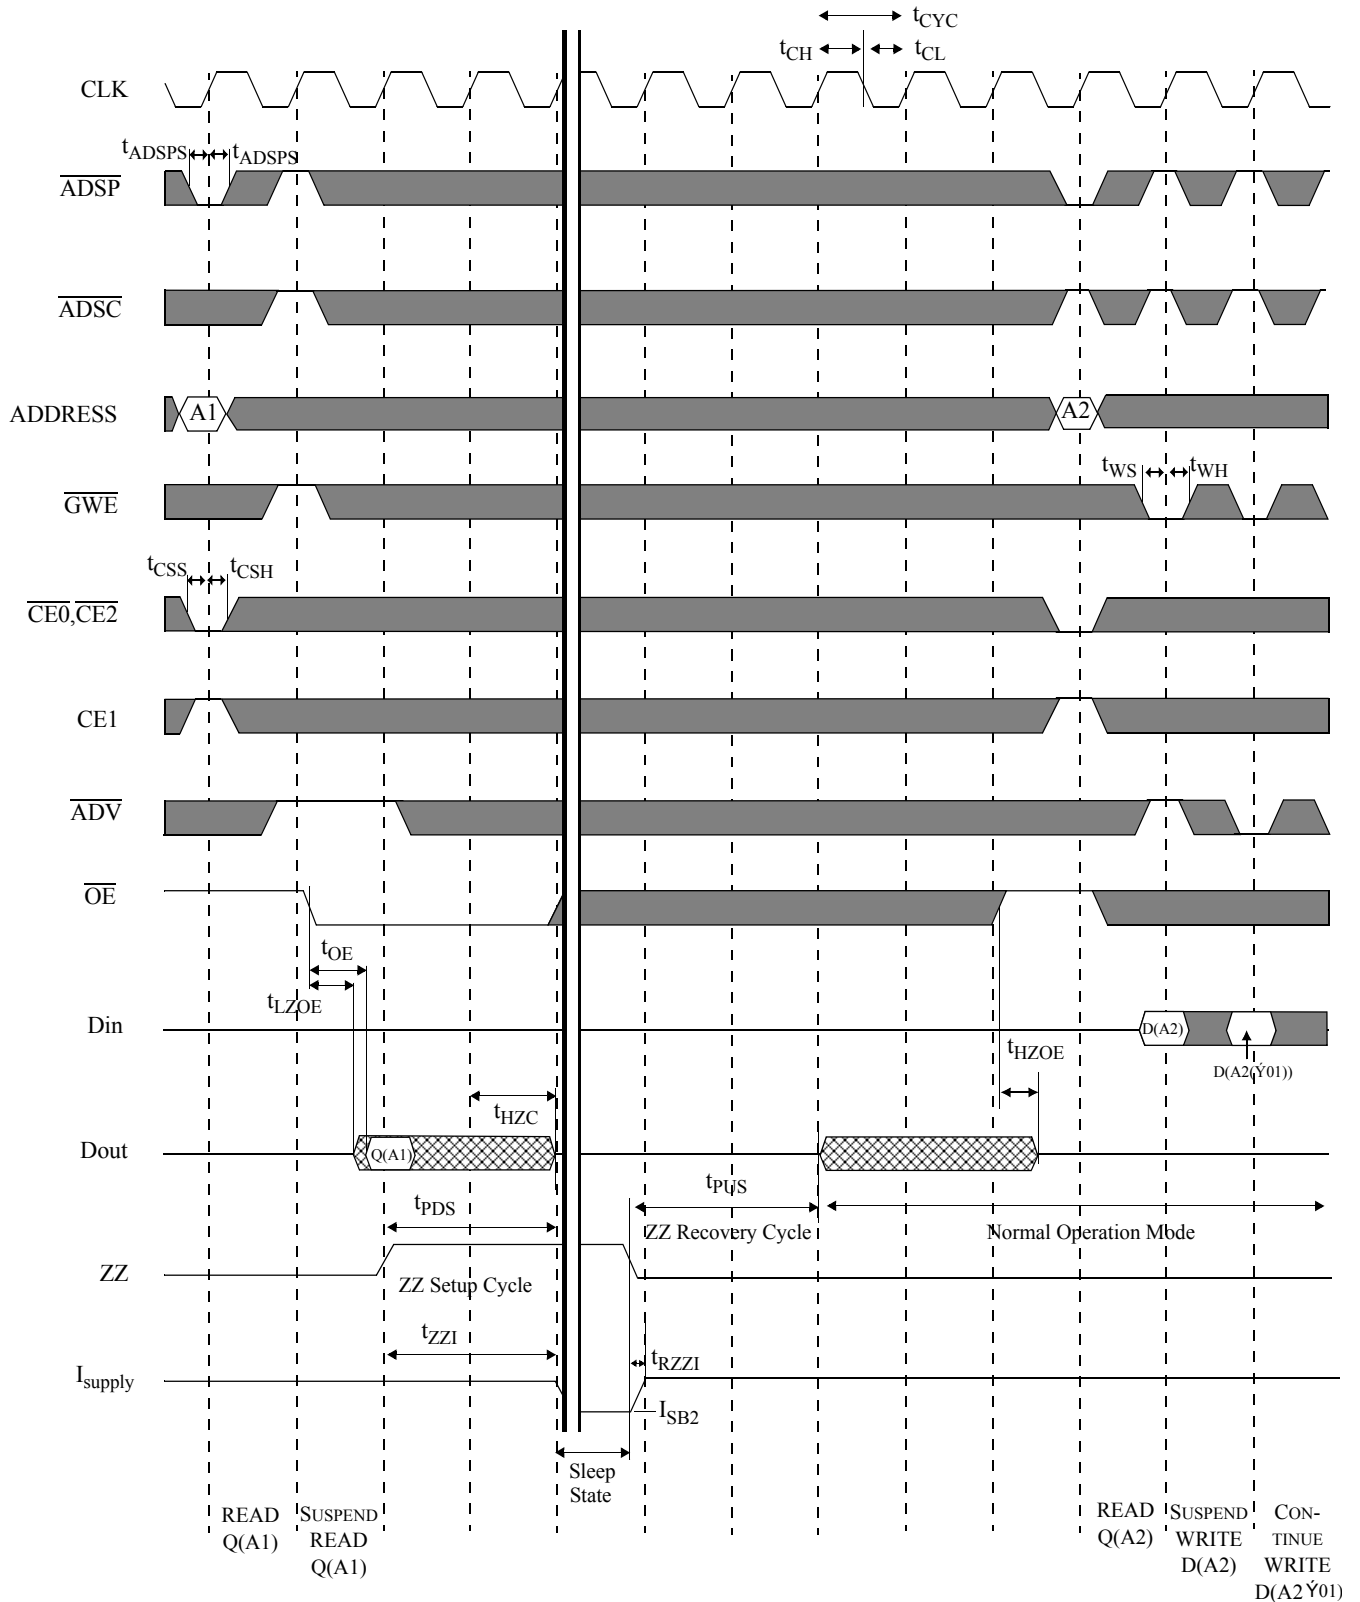 tCYC
tCH
tCL
CLK
tADSPS
tADSPS
ADSP
ADSC
ADDRESS
A1
A2
tWS
tWH
GWE
tCSS
tCSH
CE0,CE2
CE1
ADV
OE
tOE
tLZOE
Din
D(A2)
tHZOE
D(A2(Ý01))
tHZC
Dout
Q(A1)
tPUS
tPDS
ZZ Recovery Cycle
Normal Operation Mode
ZZ
ZZ Setup Cycle
tZZI
tRZZI
Isupply
ISB2
Sleep
State
READ
Q(A1)
SUSPEND
READ
Q(A1)
READ
Q(A2)
SUSPEND
WRITE
D(A2)
CON-
TINUE
WRITE
D(A2Ý01)